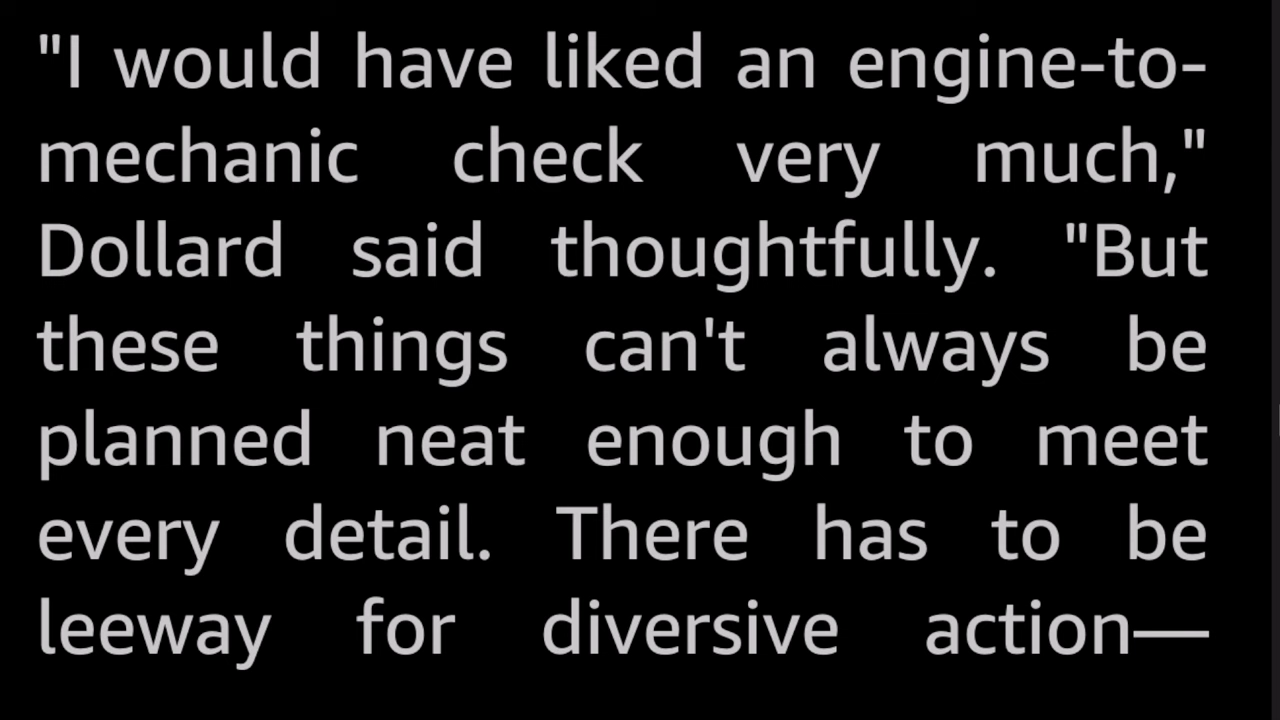 "I would have liked an engine-to-
mechanic check very much,"
Dollard said thoughtfully. "But
these things can't always be
planned neat enough to meet
every detail. There has to be
leeway for diversive action—